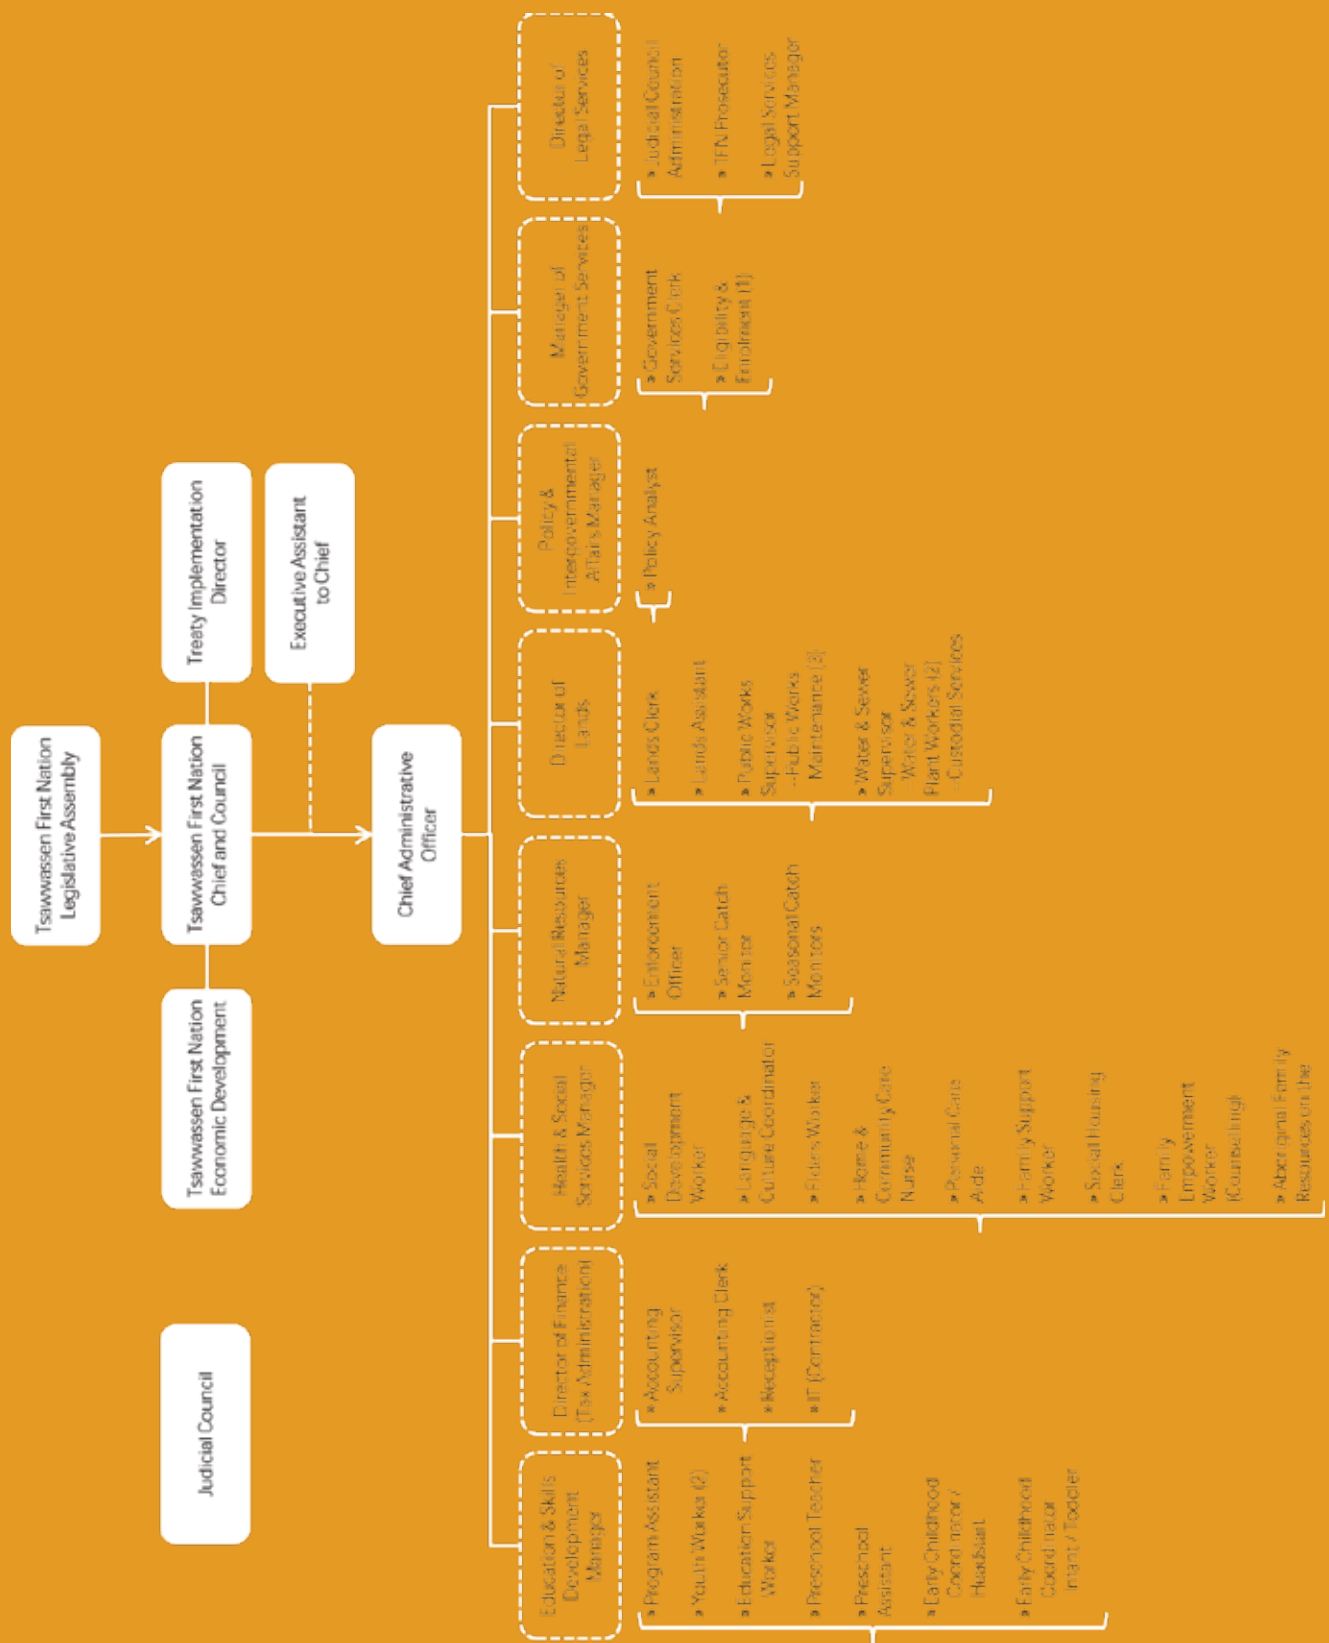 Tsawwassen First Nation
Legislative Assembly
Judicial Council
Tsawwassen First Nation
Economic Development
Tsawwassen First Nation
Chief and Council
Treaty Implementation
Director
Executive Assistant
to Chief
Chief Administrative
Officer
Education & Skills
Development
Manager
» Program Assistant
» Youth Worker (2)
» Education Support
Worker
» Preschool Teacher
» Preschool
Assistant
» Early Childhood
Coordinator/
HeadStart
» Early Childhood
Coordinator
Infant / Toddler
Director of Finance
(Tax Administration)
» Accounting
Supervisor
» Accounting Clerk
» Receptionist
» IT (Contractor)
Health & Social
Services Manager
» Social
Development
Worker
» Language &
Culture Coordinator
» Elders Worker
» Home &
Community Care
Nurse
» Personal Care
Aide
» Family Support
Worker
» Social Housing
Clerk
» Family
Empowerment
Worker
(Counselling)
» Aboriginal Family
Resources on the
Natural Resources
Manager
» Enforcement
Officer
» Senior Catch
Monitor
» Seasonal Catch
Monitors
Director of
Lands
» Lands Clerk
» Lands Assistant
» Public Works
Supervisor
--Public Works
Maintenance (3)
» Water & Sewer
Supervisor
--Water & Sewer
Plant Workers (2)
--Custodial Services
Policy &
Intergovernmental
Affairs Manager
» Policy Analyst
Manager of
Government Services
» Government
Services Clerk
» Eligibility &
Enrolment (1)
Director of
Legal Services
» Judicial Council
Administration
» TFN Prosecutor
» Legal Services
Support Manager